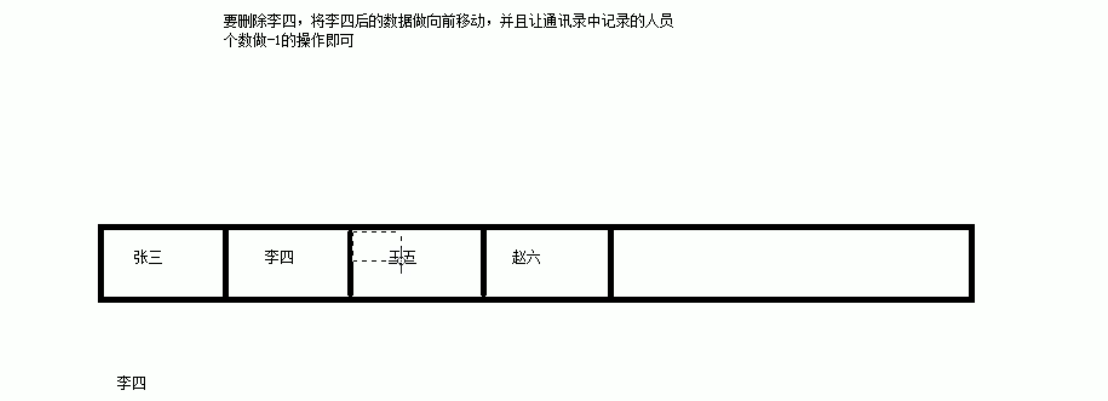 要删除李四，将李四后的数据做向前移动，并且让通讯录中记录的人员
个数做-1的操作即可
张三 李四 王五 赵六
李四